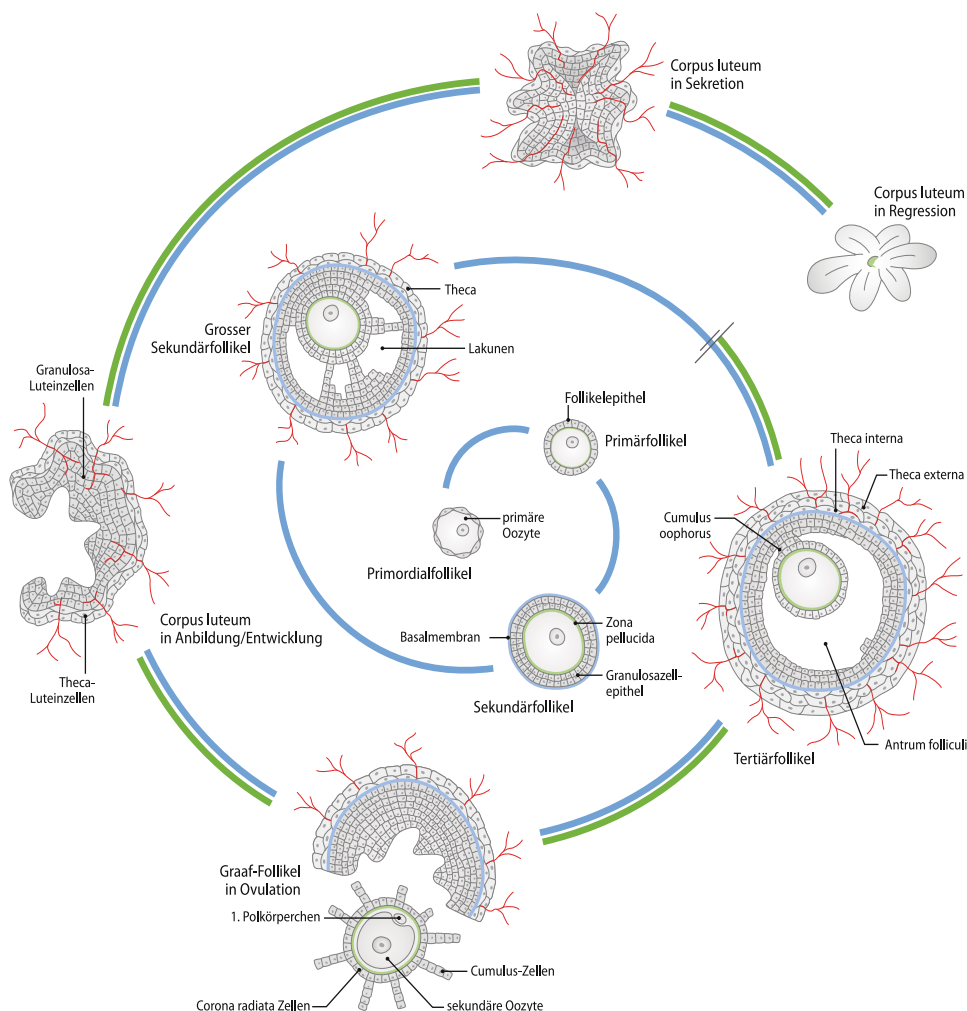 Corpus luteum
in Sekretion
Corpus luteum
in Regression
Theca
Grosser
Sekundärfollikel
Lakunen
Granulosa-
Luteinzellen
Follikelepithel
Primärfollikel
Theca interna
Theca externa
primäre
Oozyte
Cumulus
oophorus
Primordialfollikel
Corpus luteum
in Anbildung/Entwicklung
Basalmembran
Zona
pellucida
Theca-
Luteinzellen
Granulosazell-
epithel
Sekundärfollikel
Tertiärfollikel
Antrum folliculi
Graaf-Follikel
in Ovulation
1. Polkörperchen
Cumulus-Zellen
Corona radiata Zellen
sekundäre Oozyte